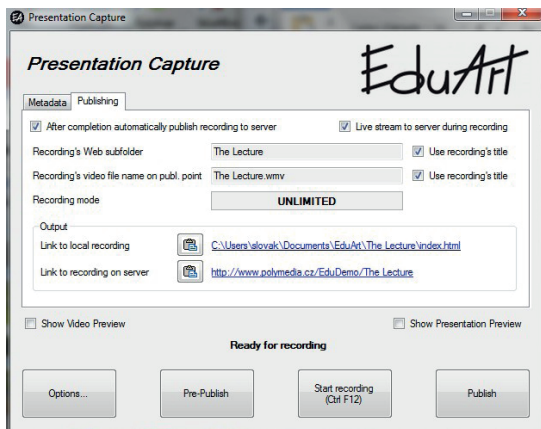 Presentation Capture
Presentation Capture
EduArt
Metadata
Publishing
After completion automatically publish recording to server
Live stream to server during recording
Recording's Web subfolder
The Lecture
Use recording's title
Recording's video file name on publ. point
The Lecture.wmv
Use recording's title
Recording mode
UNLIMITED
Output
Link to local recording
C:\Users\slovak\Documents\EduArt\The Lecture\index.html
Link to recording on server
http://www.polymedia.cz/EduDemo/The Lecture
Show Video Preview
Show Presentation Preview
Ready for recording
Options...
Pre-Publish
Start recording
(Ctrl F12)
Publish